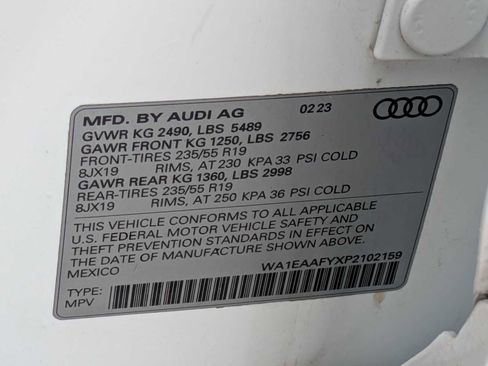 MFD. BY AUDI AG 02 23
GVWR KG 2490, LBS 5489
GAWR FRONT KG 1250, LBS 2756
FRONT-TIRES 235/55 R19
8JX19 RIMS, AT 230 KPA 33 PSI COLD
GAWR REAR KG 1360, LBS 2998
REAR-TIRES 235/55 R19
8JX19 RIMS, AT 250 KPA 36 PSI COLD
THIS VEHICLE CONFORMS TO ALL APPLICABLE
U.S. FEDERAL MOTOR VEHICLE SAFETY AND
THEFT PREVENTION STANDARDS IN EFFECT ON
THE DATE OF MANUFACTURE SHOWN ABOVE.
MEXICO WA1EAAFYXP2102159
TYPE:
MPV